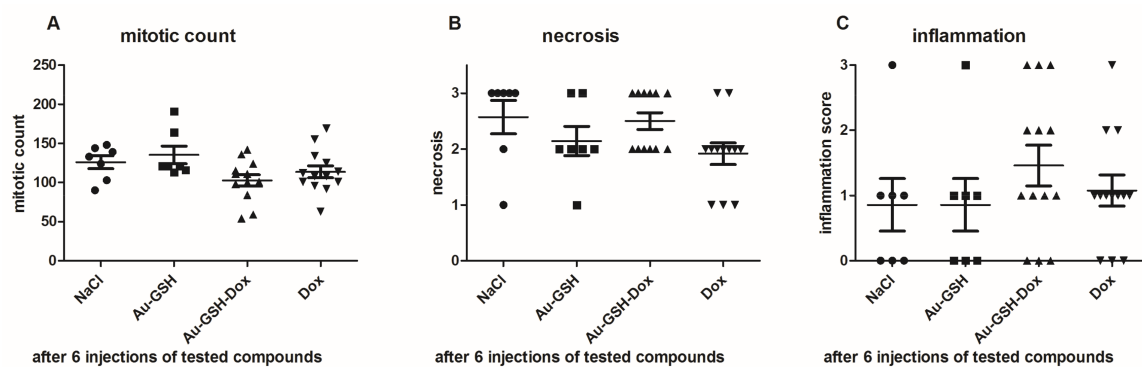 A
mitotic count
mitotic count
250
200
150
100
50
0
NaCl
Au-GSH
Au-GSH-Dox
Dox
after 6 injections of tested compounds
B
necrosis
necrosis
3
2
1
0
NaCl
Au-GSH
Au-GSH-Dox
Dox
after 6 injections of tested compounds
C
inflammation
inflammation score
3
2
1
0
NaCl
Au-GSH
Au-GSH-Dox
Dox
after 6 injections of tested compounds